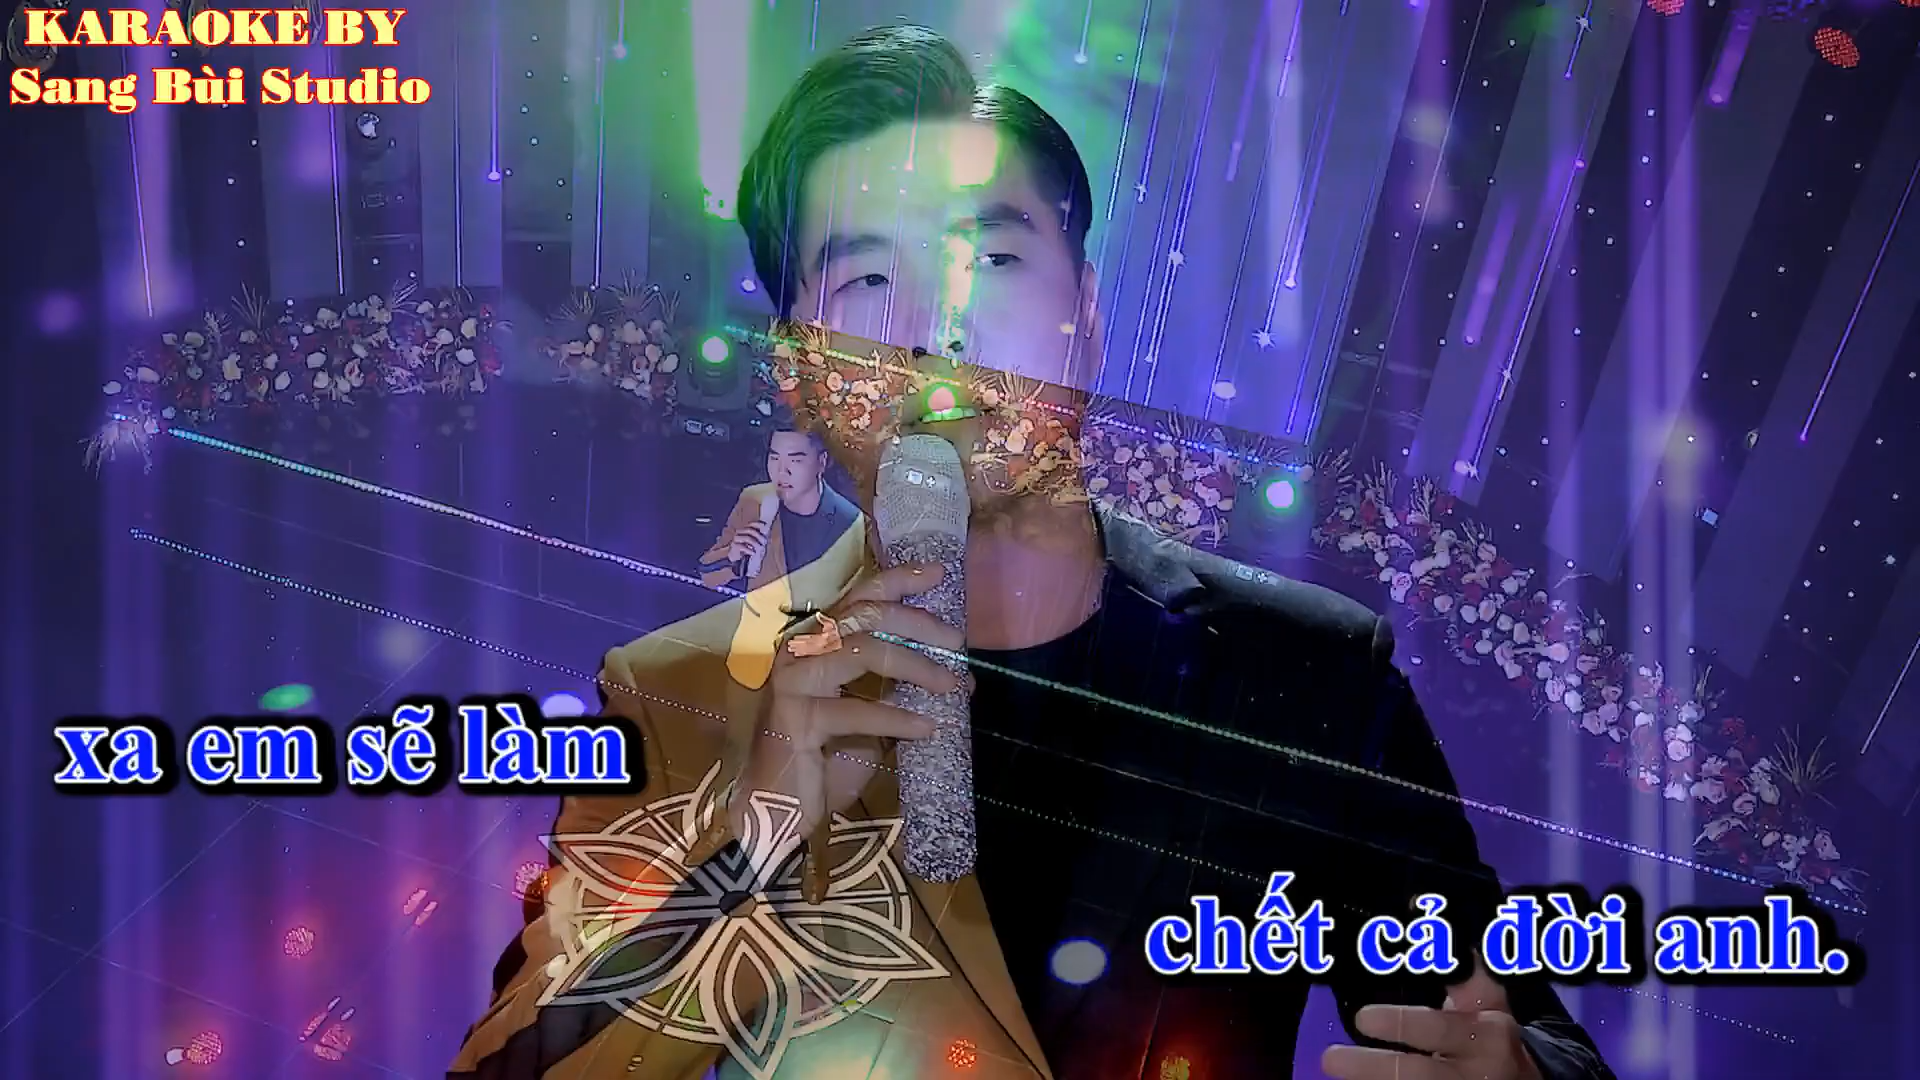 KARAOKE BY
Sang Bùi Studio
xa em sẽ làm
chết cả đời anh.